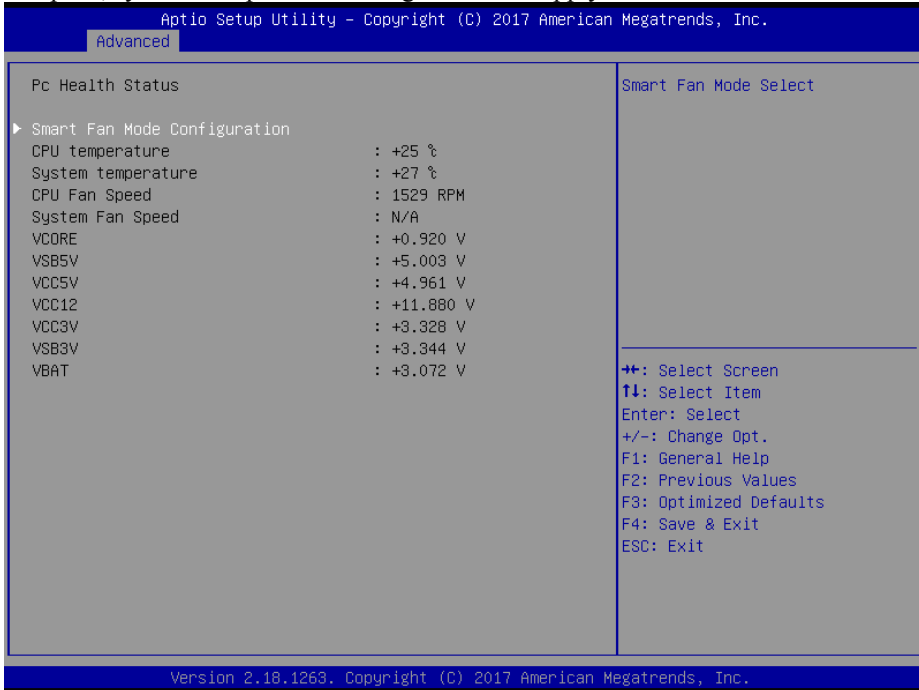 Aptio Setup Utility – Copyright (C) 2017 American Megatrends, Inc.
Advanced
Pc Health Status
Smart Fan Mode Configuration
CPU temperature : +25 ℃
System temperature : +27 ℃
CPU Fan Speed : 1529 RPM
System Fan Speed : N/A
VCORE : +0.920 V
VSB5V : +5.003 V
VCC5V : +4.961 V
VCC12 : +11.880 V
VCC3V : +3.328 V
VSB3V : +3.344 V
VBAT : +3.072 V
Smart Fan Mode Select
→←: Select Screen
↑↓: Select Item
Enter: Select
+/-: Change Opt.
F1: General Help
F2: Previous Values
F3: Optimized Defaults
F4: Save & Exit
ESC: Exit
Version 2.18.1263. Copyright (C) 2017 American Megatrends, Inc.